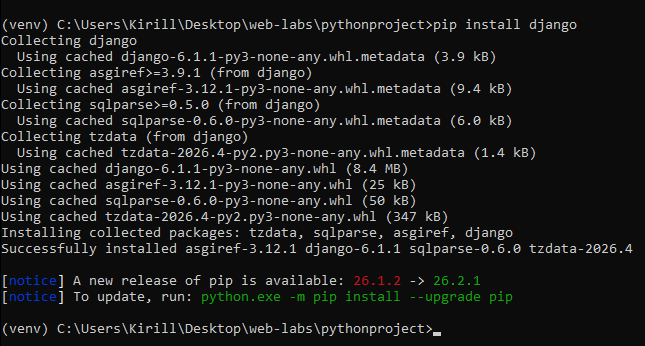 (venv) C:\Users\Kirill\Desktop\web-labs\pythonproject>pip install django
Collecting django
  Using cached django-6.1.1-py3-none-any.whl.metadata (3.9 kB)
Collecting asgiref>=3.9.1 (from django)
  Using cached asgiref-3.12.1-py3-none-any.whl.metadata (9.4 kB)
Collecting sqlparse>=0.5.0 (from django)
  Using cached sqlparse-0.6.0-py3-none-any.whl.metadata (6.0 kB)
Collecting tzdata (from django)
  Using cached tzdata-2026.4-py2.py3-none-any.whl.metadata (1.4 kB)
Using cached django-6.1.1-py3-none-any.whl (8.4 MB)
Using cached asgiref-3.12.1-py3-none-any.whl (25 kB)
Using cached sqlparse-0.6.0-py3-none-any.whl (50 kB)
Using cached tzdata-2026.4-py2.py3-none-any.whl (347 kB)
Installing collected packages: tzdata, sqlparse, asgiref, django
Successfully installed asgiref-3.12.1 django-6.1.1 sqlparse-0.6.0 tzdata-2026.4
[notice] A new release of pip is available: 26.1.2 -> 26.2.1
[notice] To update, run: python.exe -m pip install --upgrade pip
(venv) C:\Users\Kirill\Desktop\web-labs\pythonproject>